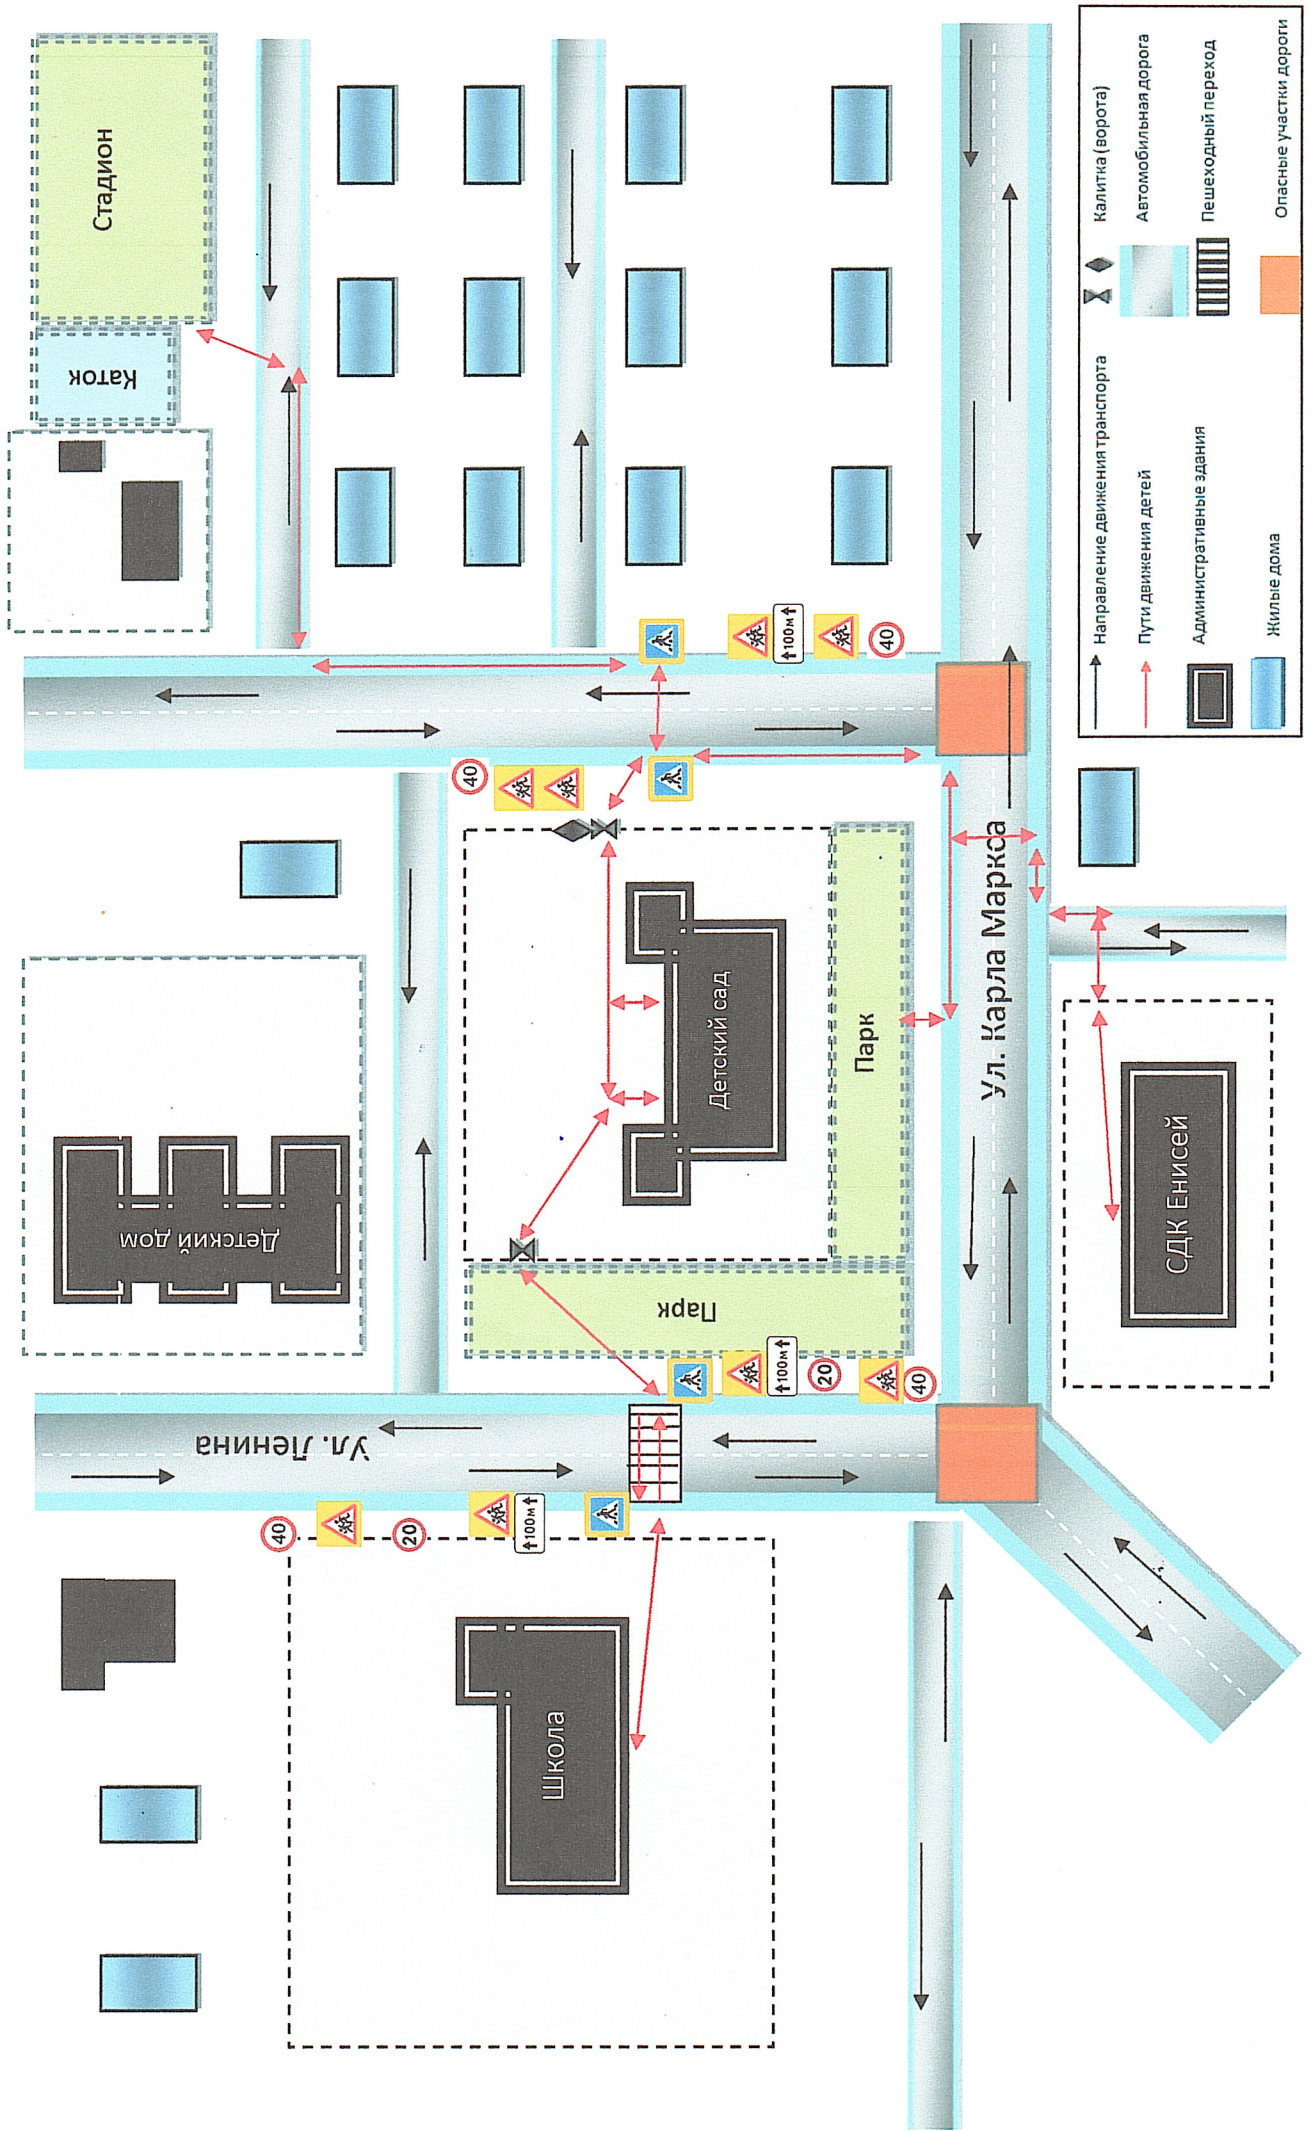 Стадион
Каток
Детский дом
Детский сад
Парк
Парк
Ул. Ленина
Ул. Карла Маркса
Школа
СДК Енисей
40
100м
40
40
20
100м
40
20
100м
Направление движения транспорта
Пути движения детей
Административные здания
Жилые дома
Калитка (ворота)
Автомобильная дорога
Пешеходный переход
Опасные участки дороги